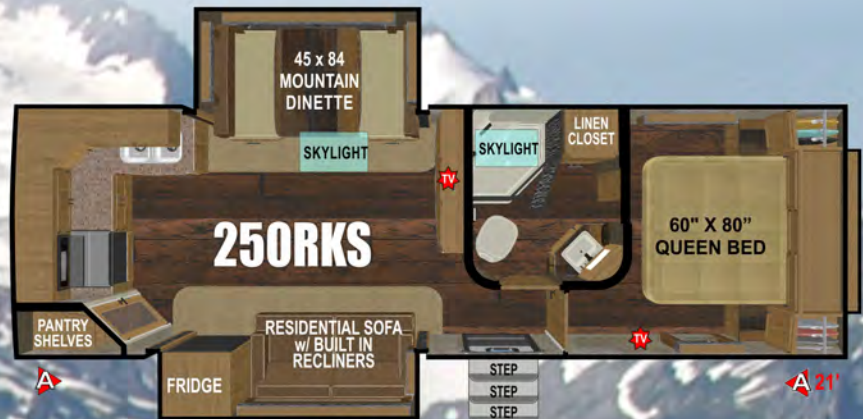 45 x 84
MOUNTAIN
DINETTE
SKYLIGHT
SKYLIGHT
LINEN
CLOSET
TV
250RKS
60" X 80”
QUEEN BED
PANTRY
SHELVES
RESIDENTIAL SOFA
w/ BUILT IN
RECLINERS
FRIDGE
TV
STEP
STEP
STEP
A
A 21'